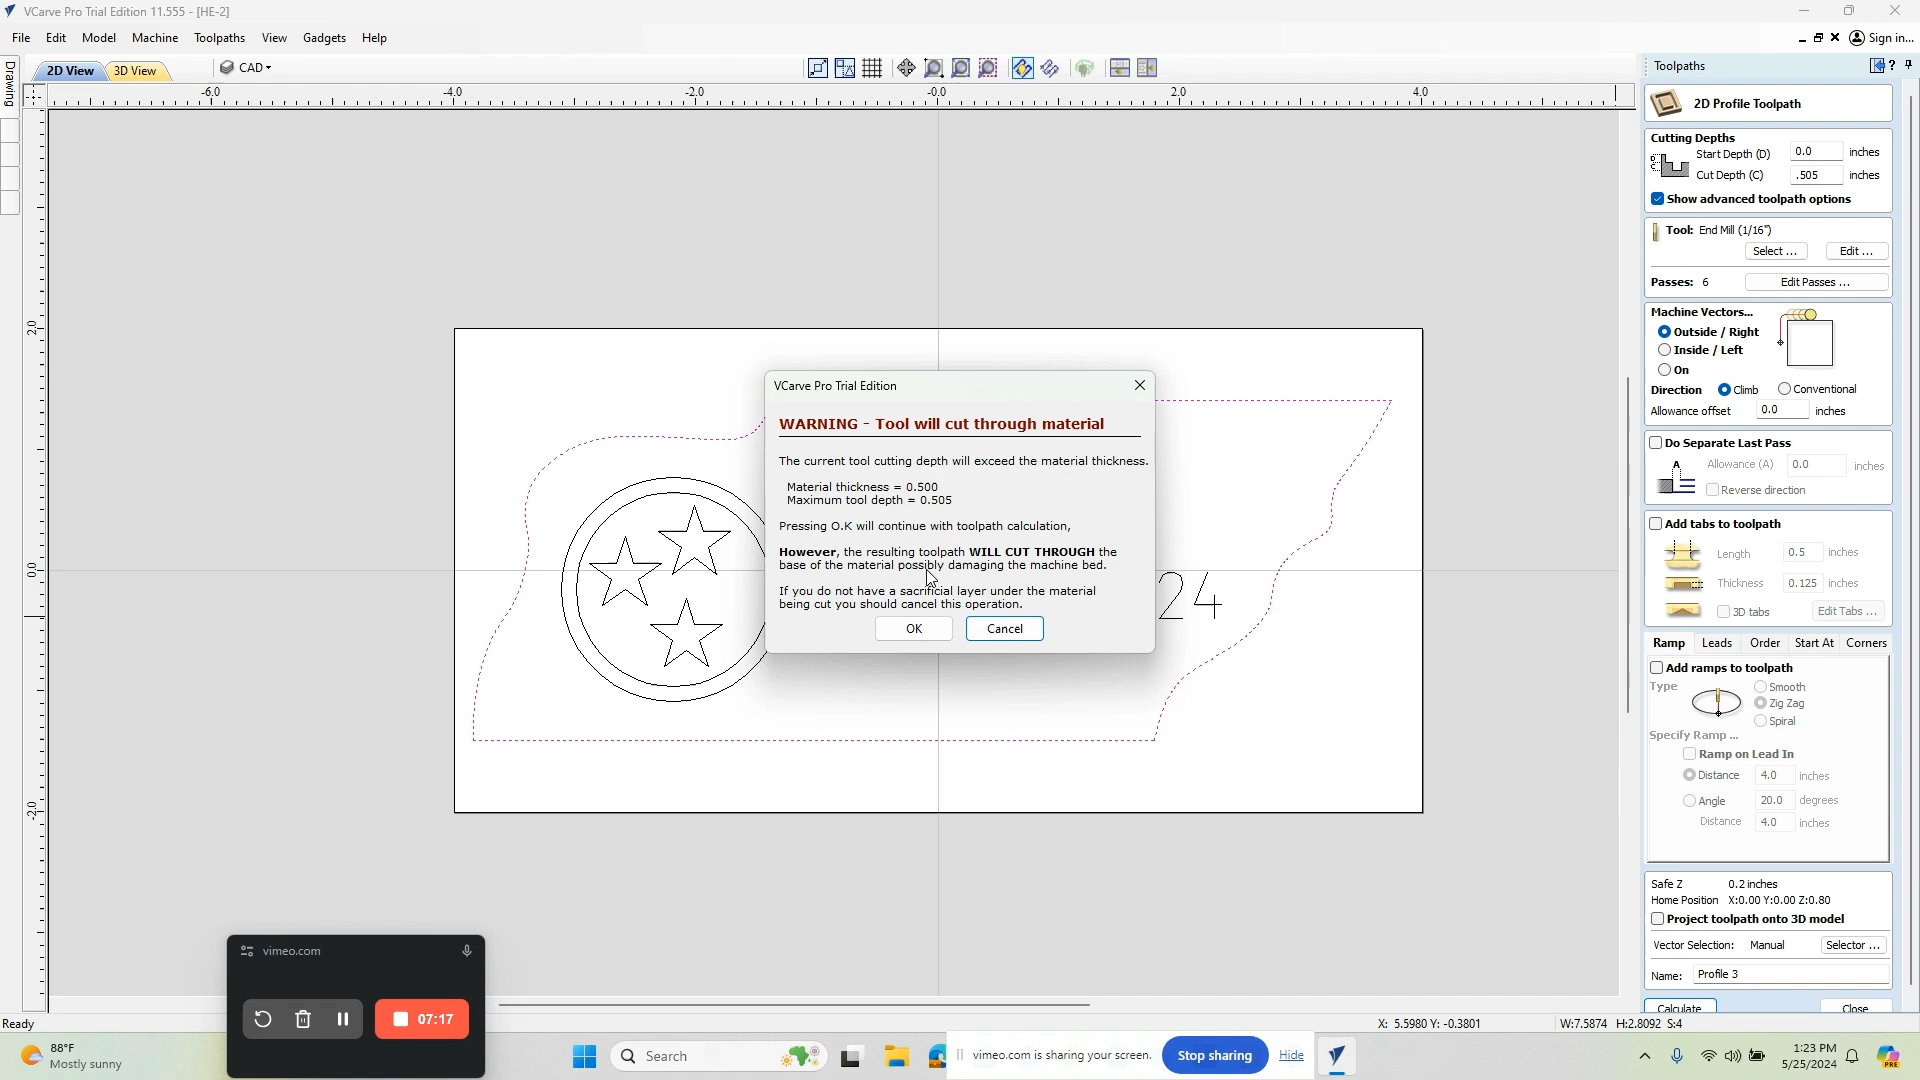 VCarve Pro Trial Edition 11.555 - [HE-2]
File Edit Model Machine Toolpaths View Gadgets Help
Sign in...
Drawing
2D View 3D View CAD
-6.0 -4.0 -2.0 -0.0 2.0 4.0
2.0
0.0
-2.0
24
VCarve Pro Trial Edition
WARNING - Tool will cut through material
The current tool cutting depth will exceed the material thickness.
Material thickness = 0.500
Maximum tool depth = 0.505
Pressing O.K will continue with toolpath calculation,
However, the resulting toolpath WILL CUT THROUGH the
base of the material possibly damaging the machine bed.
If you do not have a sacrificial layer under the material
being cut you should cancel this operation.
OK Cancel
Toolpaths
2D Profile Toolpath
Cutting Depths
Start Depth (D) 0.0 inches
Cut Depth (C) .505 inches
Show advanced toolpath options
Tool: End Mill (1/16")
Select ... Edit ...
Passes: 6 Edit Passes ...
Machine Vectors...
Outside / Right
Inside / Left
On
Direction Climb Conventional
Allowance offset 0.0 inches
Do Separate Last Pass
A Allowance (A) 0.0 inches
Reverse direction
Add tabs to toolpath
Length 0.5 inches
Thickness 0.125 inches
3D tabs Edit Tabs ...
Ramp Leads Order Start At Corners
Add ramps to toolpath
Type Smooth
Zig Zag
Spiral
Specify Ramp ...
Ramp on Lead In
Distance 4.0 inches
Angle 20.0 degrees
Distance 4.0 inches
Safe Z 0.2 inches
Home Position X:0.00 Y:0.00 Z:0.80
Project toolpath onto 3D model
Vector Selection: Manual Selector ...
Name: Profile 3
Calculate Close
vimeo.com
07:17
Ready
X: 5.5980 Y: -0.3801 W:7.5874 H:2.8092 S:4
88°F
Mostly sunny
Search
vimeo.com is sharing your screen. Stop sharing Hide
1:23 PM
5/25/2024
PRE